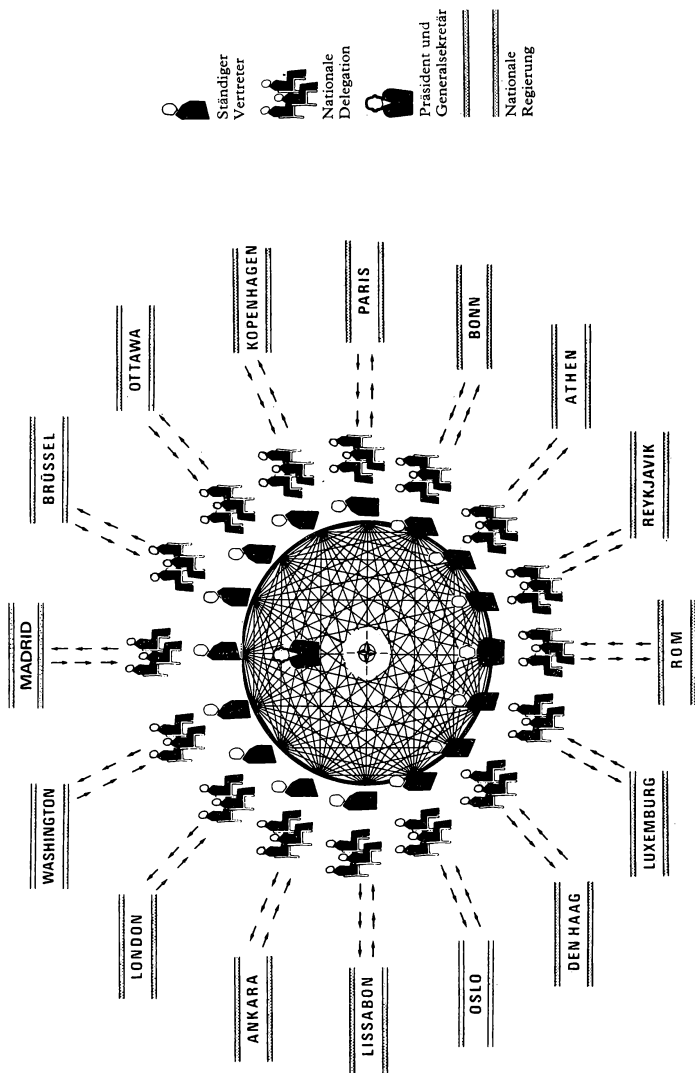 MADRID
BRÜSSEL
OTTAWA
KOPENHAGEN
PARIS
BONN
ATHEN
REYKJAVIK
ROM
LUXEMBURG
DEN HAAG
OSLO
LISSABON
ANKARA
LONDON
WASHINGTON
Ständiger
Vertreter
Nationale
Delegation
Präsident und
Generalsekretär
Nationale
Regierung